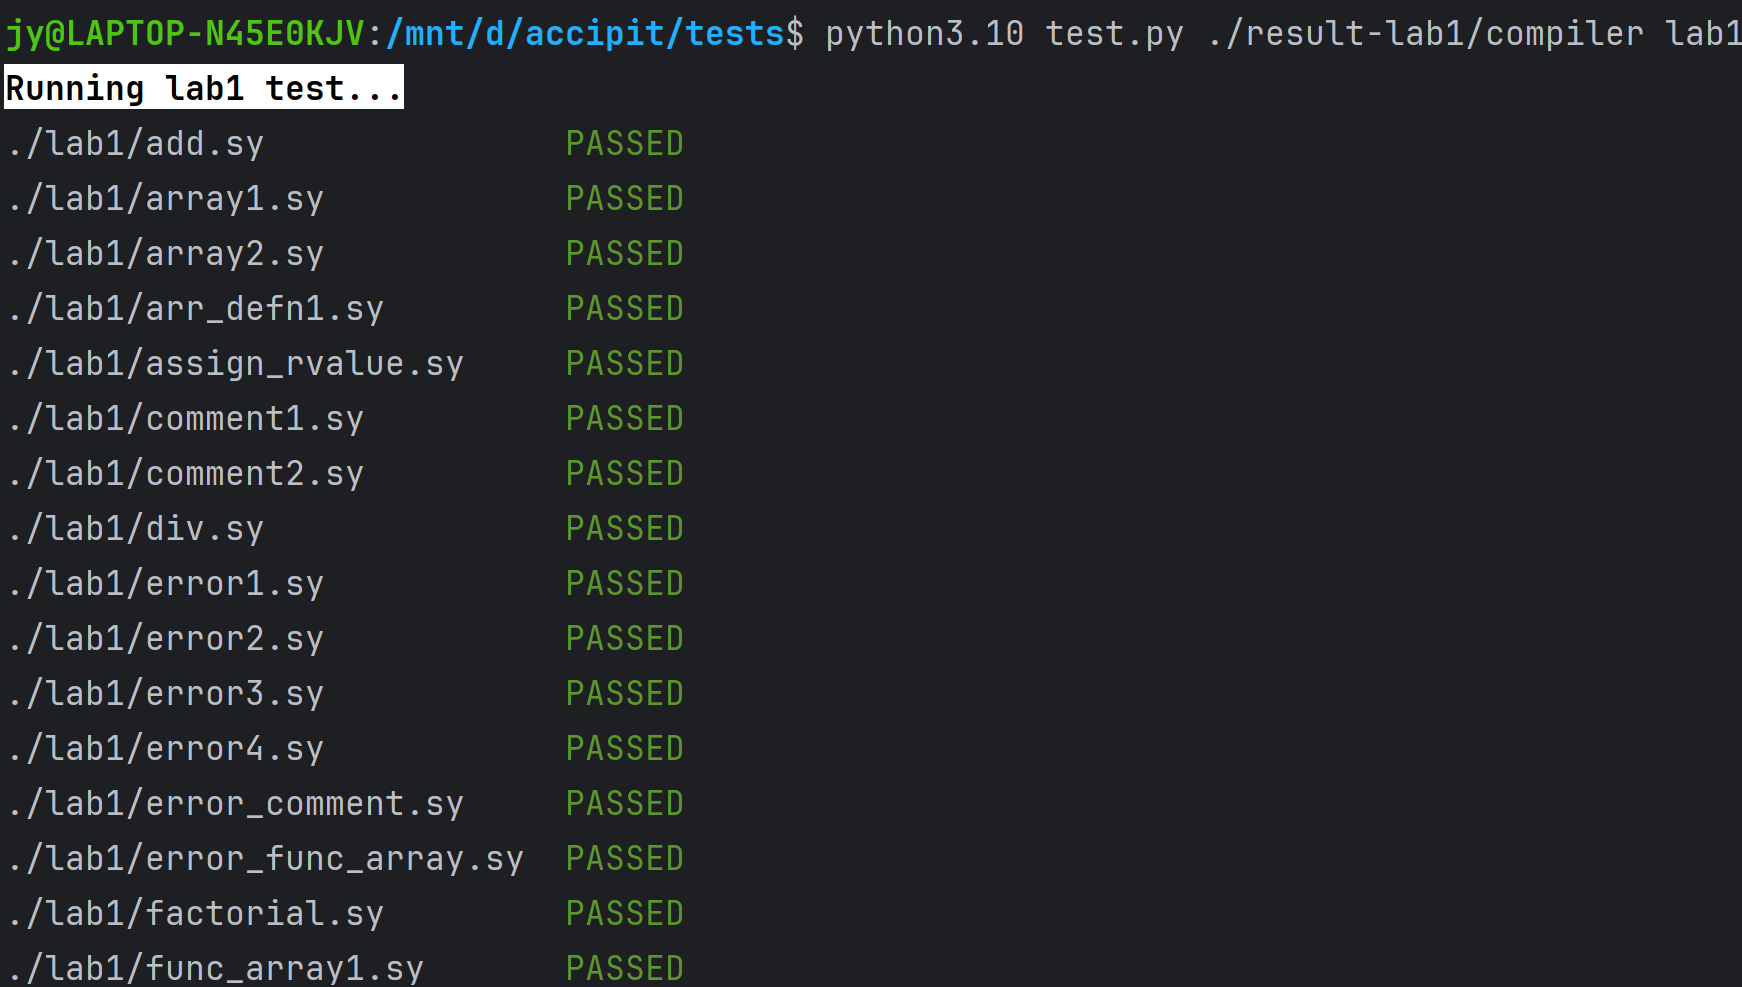 jy@LAPTOP-N45E0KJV:/mnt/d/accipit/tests$ python3.10 test.py ./result-lab1/compiler lab1
Running lab1 test...
./lab1/add.sy PASSED
./lab1/array1.sy PASSED
./lab1/array2.sy PASSED
./lab1/arr_defn1.sy PASSED
./lab1/assign_rvalue.sy PASSED
./lab1/comment1.sy PASSED
./lab1/comment2.sy PASSED
./lab1/div.sy PASSED
./lab1/error1.sy PASSED
./lab1/error2.sy PASSED
./lab1/error3.sy PASSED
./lab1/error4.sy PASSED
./lab1/error_comment.sy PASSED
./lab1/error_func_array.sy PASSED
./lab1/factorial.sy PASSED
./lab1/func_array1.sy PASSED